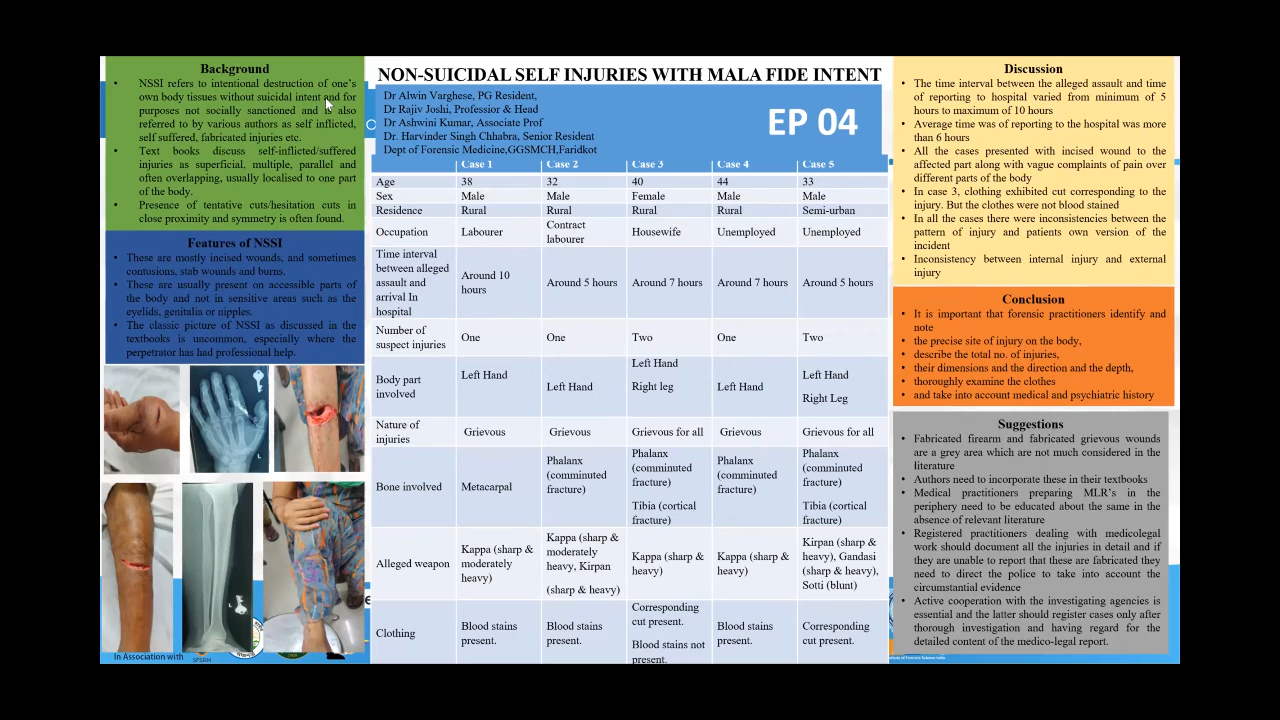 Background
• NSSI refers to intentional destruction of one's
own body tissues without suicidal intent and for
purposes not socially sanctioned and is also
referred to by various authors as self inflicted,
self suffered, fabricated injuries etc.
• Text books discuss self-inflicted/suffered
injuries as superficial, multiple, parallel and
often overlapping, usually localised to one part
of the body.
• Presence of tentative cuts/hesitation cuts in
close proximity and symmetry is often found.
Features of NSSI
• These are mostly incised wounds, and sometimes
contusions, stab wounds and burns.
• These are usually present on accessible parts of
the body and not in sensitive areas such as the
eyelids, genitalia or nipples.
• The classic picture of NSSI as discussed in the
textbooks is uncommon, especially where the
perpetrator has had professional help.
L
L
In Association with
SFSRH
NON-SUICIDAL SELF INJURIES WITH MALA FIDE INTENT
Dr Alwin Varghese, PG Resident,
Dr Rajiv Joshi, Professior & Head
Dr Ashwini Kumar, Associate Prof
Dr. Harvinder Singh Chhabra, Senior Resident
Dept of Forensic Medicine,GGSMCH,Faridkot
EP 04
Case 1 Case 2 Case 3 Case 4 Case 5
Age 38 32 40 44 33
Sex Male Male Female Male Male
Residence Rural Rural Rural Rural Semi-urban
Occupation Labourer Contract labourer Housewife Unemployed Unemployed
Time interval between alleged assault and arrival In hospital Around 10 hours Around 5 hours Around 7 hours Around 7 hours Around 5 hours
Number of suspect injuries One One Two One Two
Body part involved Left Hand Left Hand Left Hand Right leg Left Hand Left Hand Right Leg
Nature of injuries Grievous Grievous Grievous for all Grievous Grievous for all
Bone involved Metacarpal Phalanx (comminuted fracture) Phalanx (comminuted fracture) Tibia (cortical fracture) Phalanx (comminuted fracture) Phalanx (comminuted fracture) Tibia (cortical fracture)
Alleged weapon Kappa (sharp & moderately heavy) Kappa (sharp & moderately heavy, Kirpan (sharp & heavy) Kappa (sharp & heavy) Kappa (sharp & heavy) Kirpan (sharp & heavy), Gandasi (sharp & heavy), Sotti (blunt)
Clothing Blood stains present. Blood stains present. Corresponding cut present. Blood stains not present. Blood stains present. Corresponding cut present.
Discussion
• The time interval between the alleged assault and time
of reporting to hospital varied from minimum of 5
hours to maximum of 10 hours
• Average time was of reporting to the hospital was more
than 6 hours
• All the cases presented with incised wound to the
affected part along with vague complaints of pain over
different parts of the body
• In case 3, clothing exhibited cut corresponding to the
injury. But the clothes were not blood stained
• In all the cases there were inconsistencies between the
pattern of injury and patients own version of the
incident
• Inconsistency between internal injury and external
injury
Conclusion
• It is important that forensic practitioners identify and
note
• the precise site of injury on the body,
• describe the total no. of injuries,
• their dimensions and the direction and the depth,
• thoroughly examine the clothes
• and take into account medical and psychiatric history
Suggestions
• Fabricated firearm and fabricated grievous wounds
are a grey area which are not much considered in the
literature
• Authors need to incorporate these in their textbooks
• Medical practitioners preparing MLR's in the
periphery need to be educated about the same in the
absence of relevant literature
• Registered practitioners dealing with medicolegal
work should document all the injuries in detail and if
they are unable to report that these are fabricated they
need to direct the police to take into account the
circumstantial evidence
• Active cooperation with the investigating agencies is
essential and the latter should register cases only after
thorough investigation and having regard for the
detailed content of the medico-legal report.